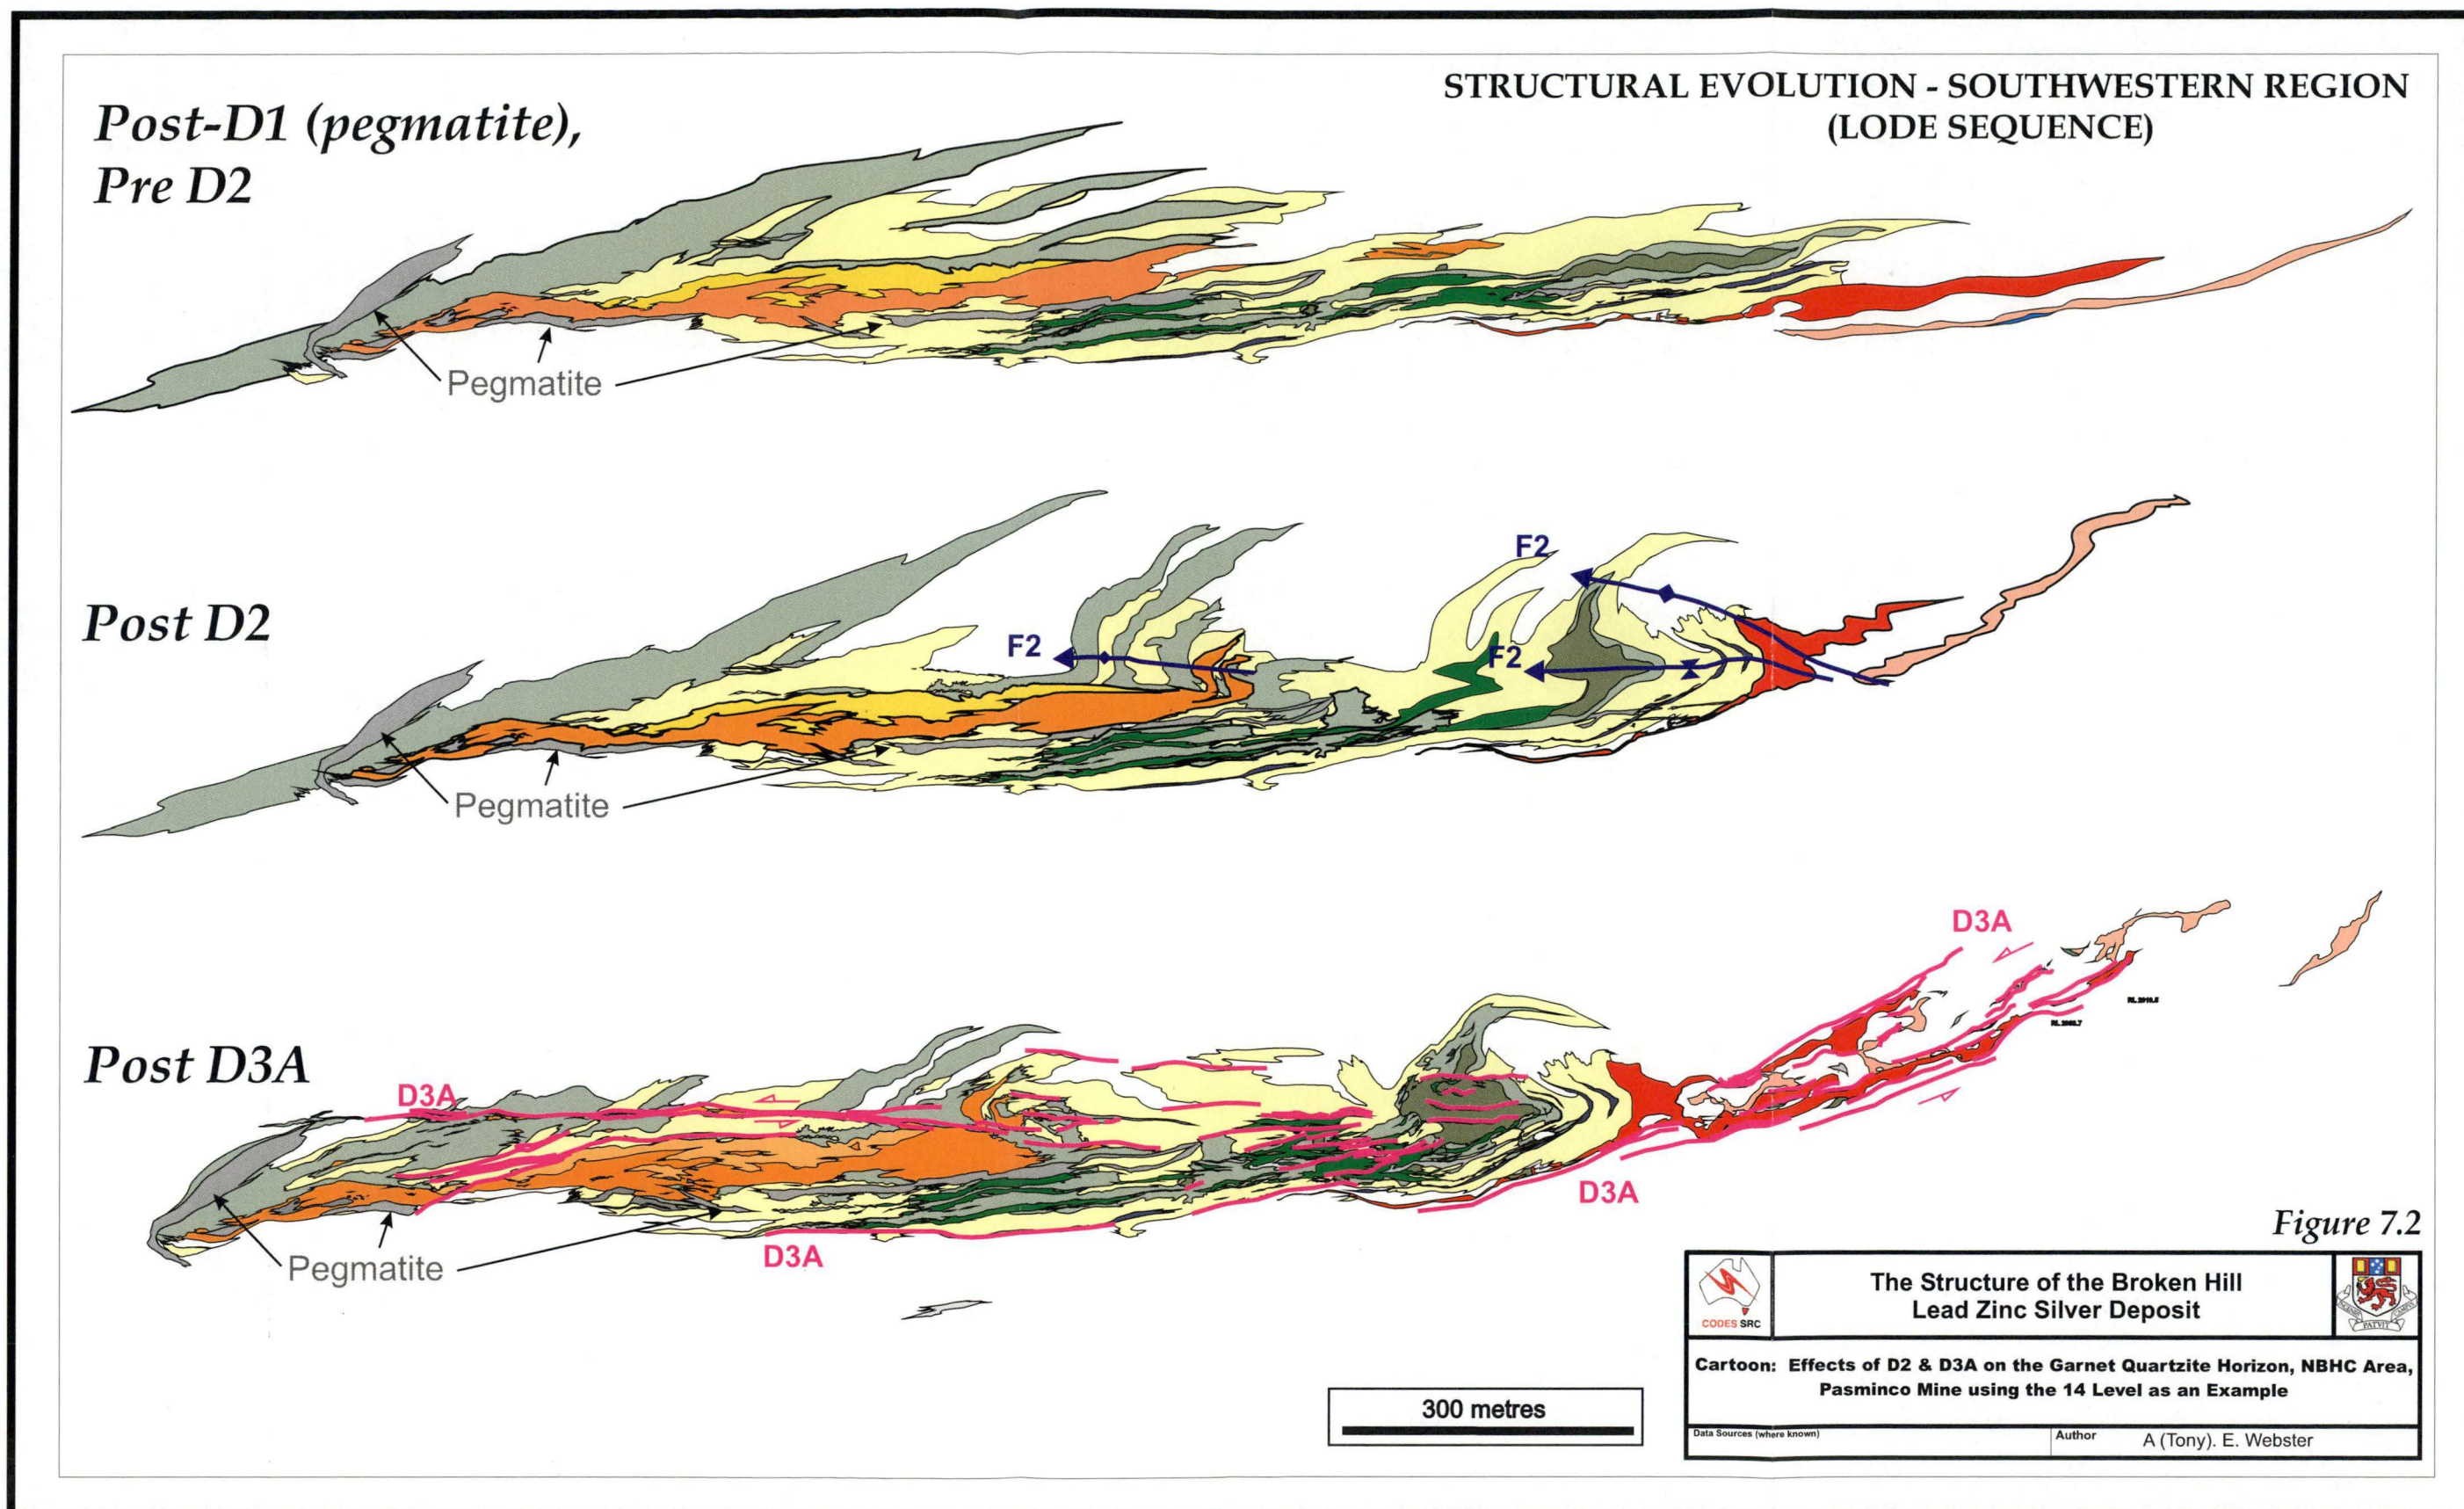 STRUCTURAL EVOLUTION - SOUTHWESTERN REGION
(LODE SEQUENCE)
Post-D1 (pegmatite),
Pre D2
Pegmatite
Post D2
F2
F2
F2
Pegmatite
Post D3A
D3A
D3A
D3A
D3A
Pegmatite
Figure 7.2
CODES SRC
The Structure of the Broken Hill
Lead Zinc Silver Deposit
Cartoon: Effects of D2 & D3A on the Garnet Quartzite Horizon, NBHC Area,
Pasminco Mine using the 14 Level as an Example
Data Sources (where known)
Author
A (Tony). E. Webster
300 metres